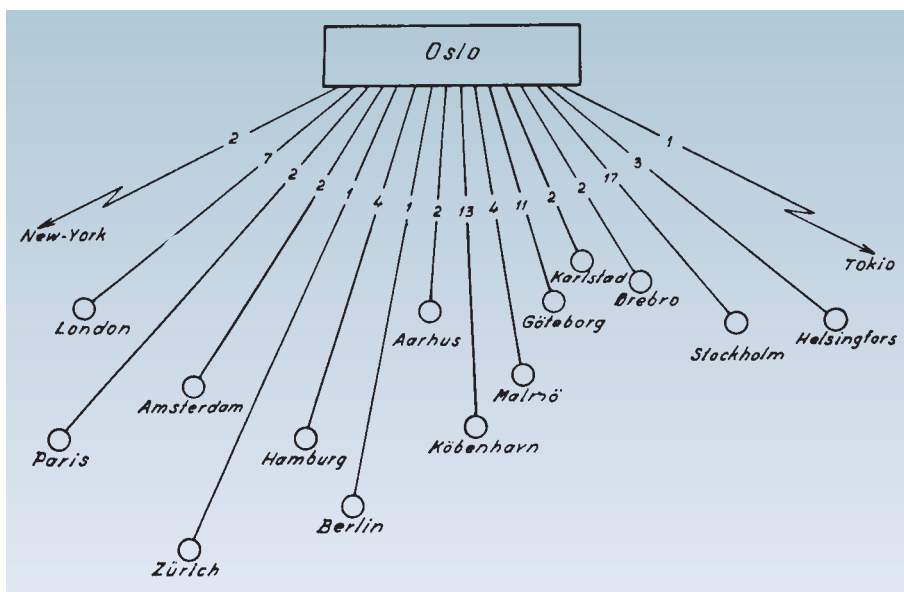 Oslo
2
7
2
2
1
4
1
2
13
4
11
2
2
17
3
1
New-York
London
Paris
Amsterdam
Zürich
Hamburg
Berlin
Aarhus
Köbenhavn
Malmö
Göteborg
Karlstad
Örebro
Stockholm
Helsingfors
Tokio